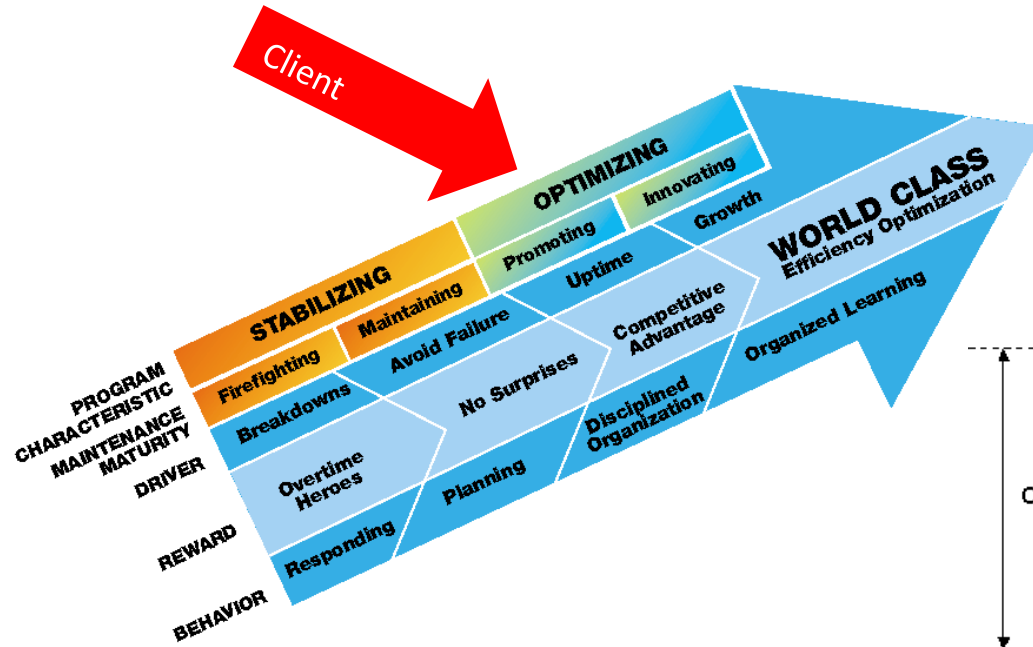 Client
OPTIMIZING
Promoting
Innovating
STABILIZING
Firefighting
Maintaining
Breakdowns
Avoid Failure
Uptime
Growth
Overtime
Heroes
No Surprises
Competitive
Advantage
WORLD CLASS
Efficiency Optimization
Responding
Planning
Disciplined
Organization
Organized Learning
PROGRAM
CHARACTERISTIC
MAINTENANCE
MATURITY
DRIVER
REWARD
BEHAVIOR